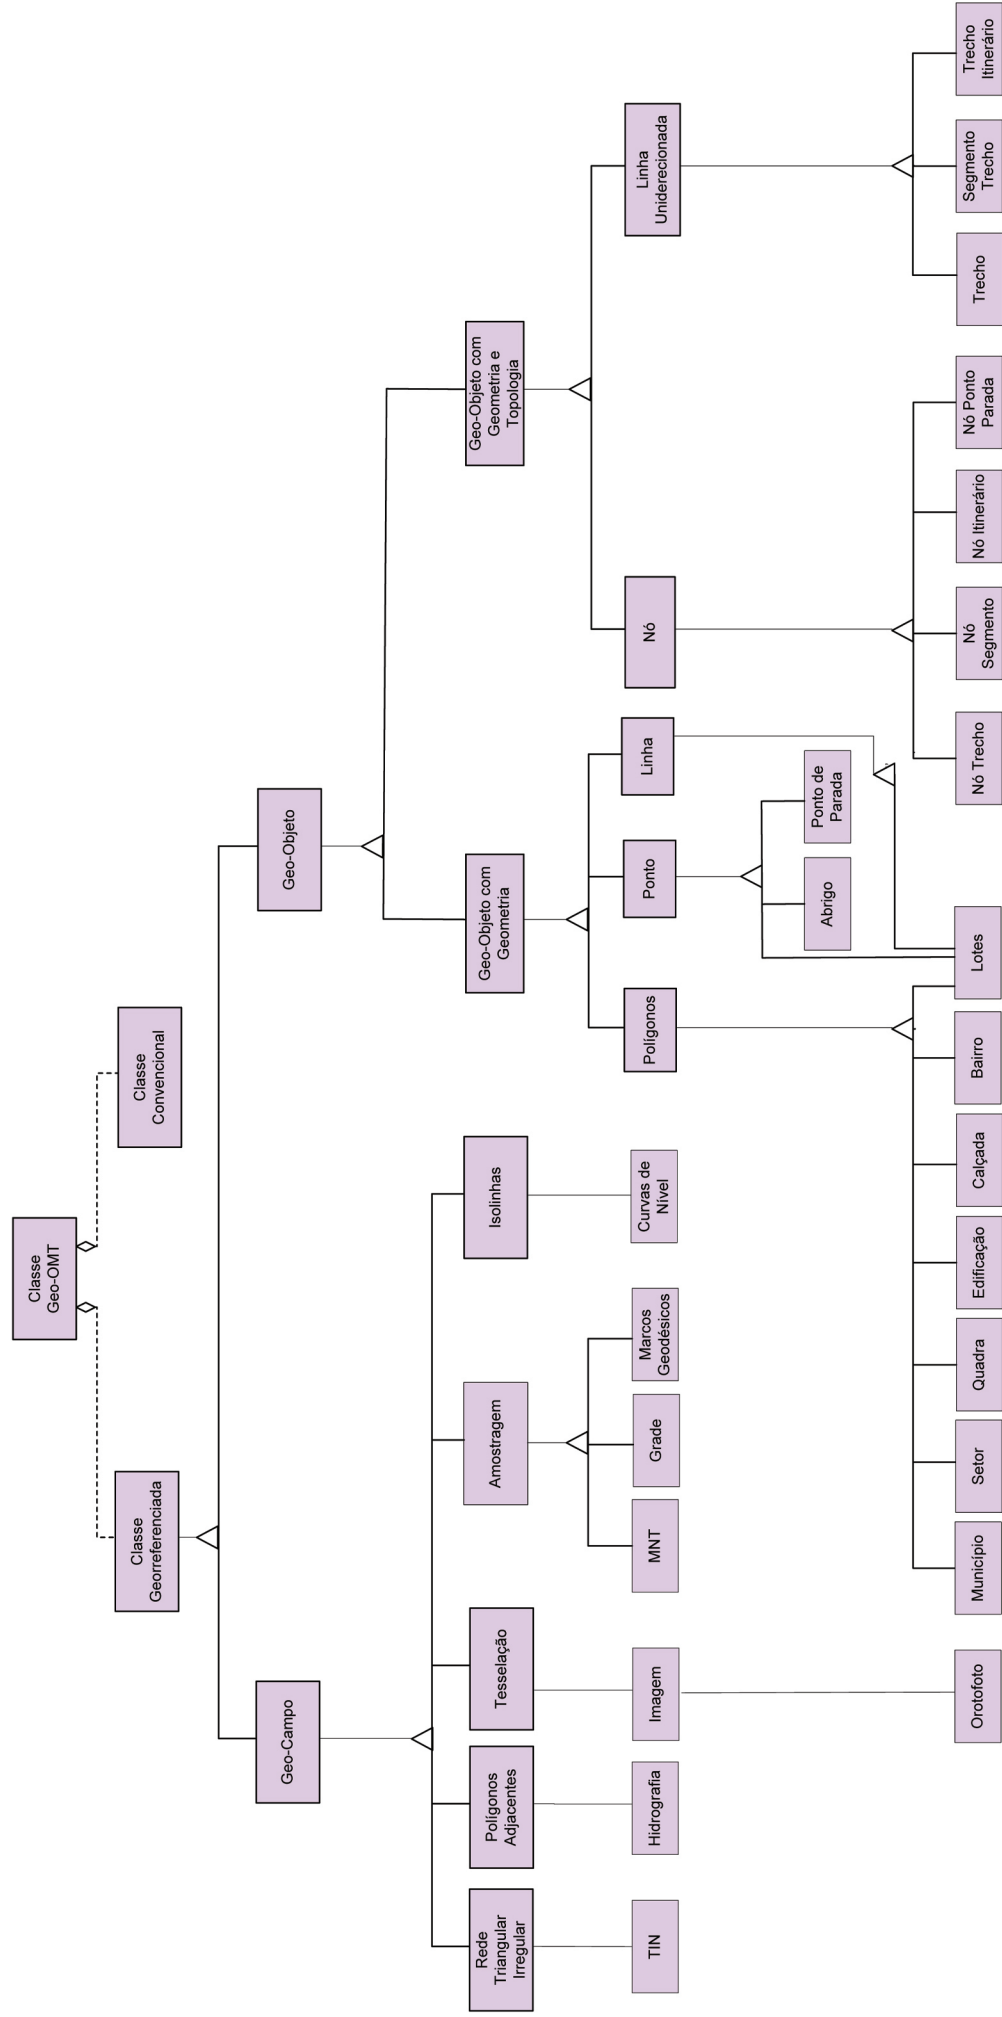 Classe
Geo-OMT
Classe
Georreferenciada
Classe
Convencional
Geo-Campo
Geo-Objeto
Rede
Triangular
Irregular
Polígonos
Adjacentes
Tesselação
Amostragem
Isolinhas
Geo-Objeto com
Geometria
Geo-Objeto com
Geometria e
Topologia
TIN
Hidrografia
Imagem
MNT
Grade
Marcos
Geodésicos
Curvas de
Nível
Polígonos
Ponto
Linha
Nó
Linha
Uniderecionada
Abrigo
Ponto de
Parada
Orotofoto
Município
Setor
Quadra
Edificação
Calçada
Bairro
Lotes
Nó Trecho
Nó
Segmento
Nó Itinerário
Nó Ponto
Parada
Trecho
Segmento
Trecho
Trecho
Itinerário